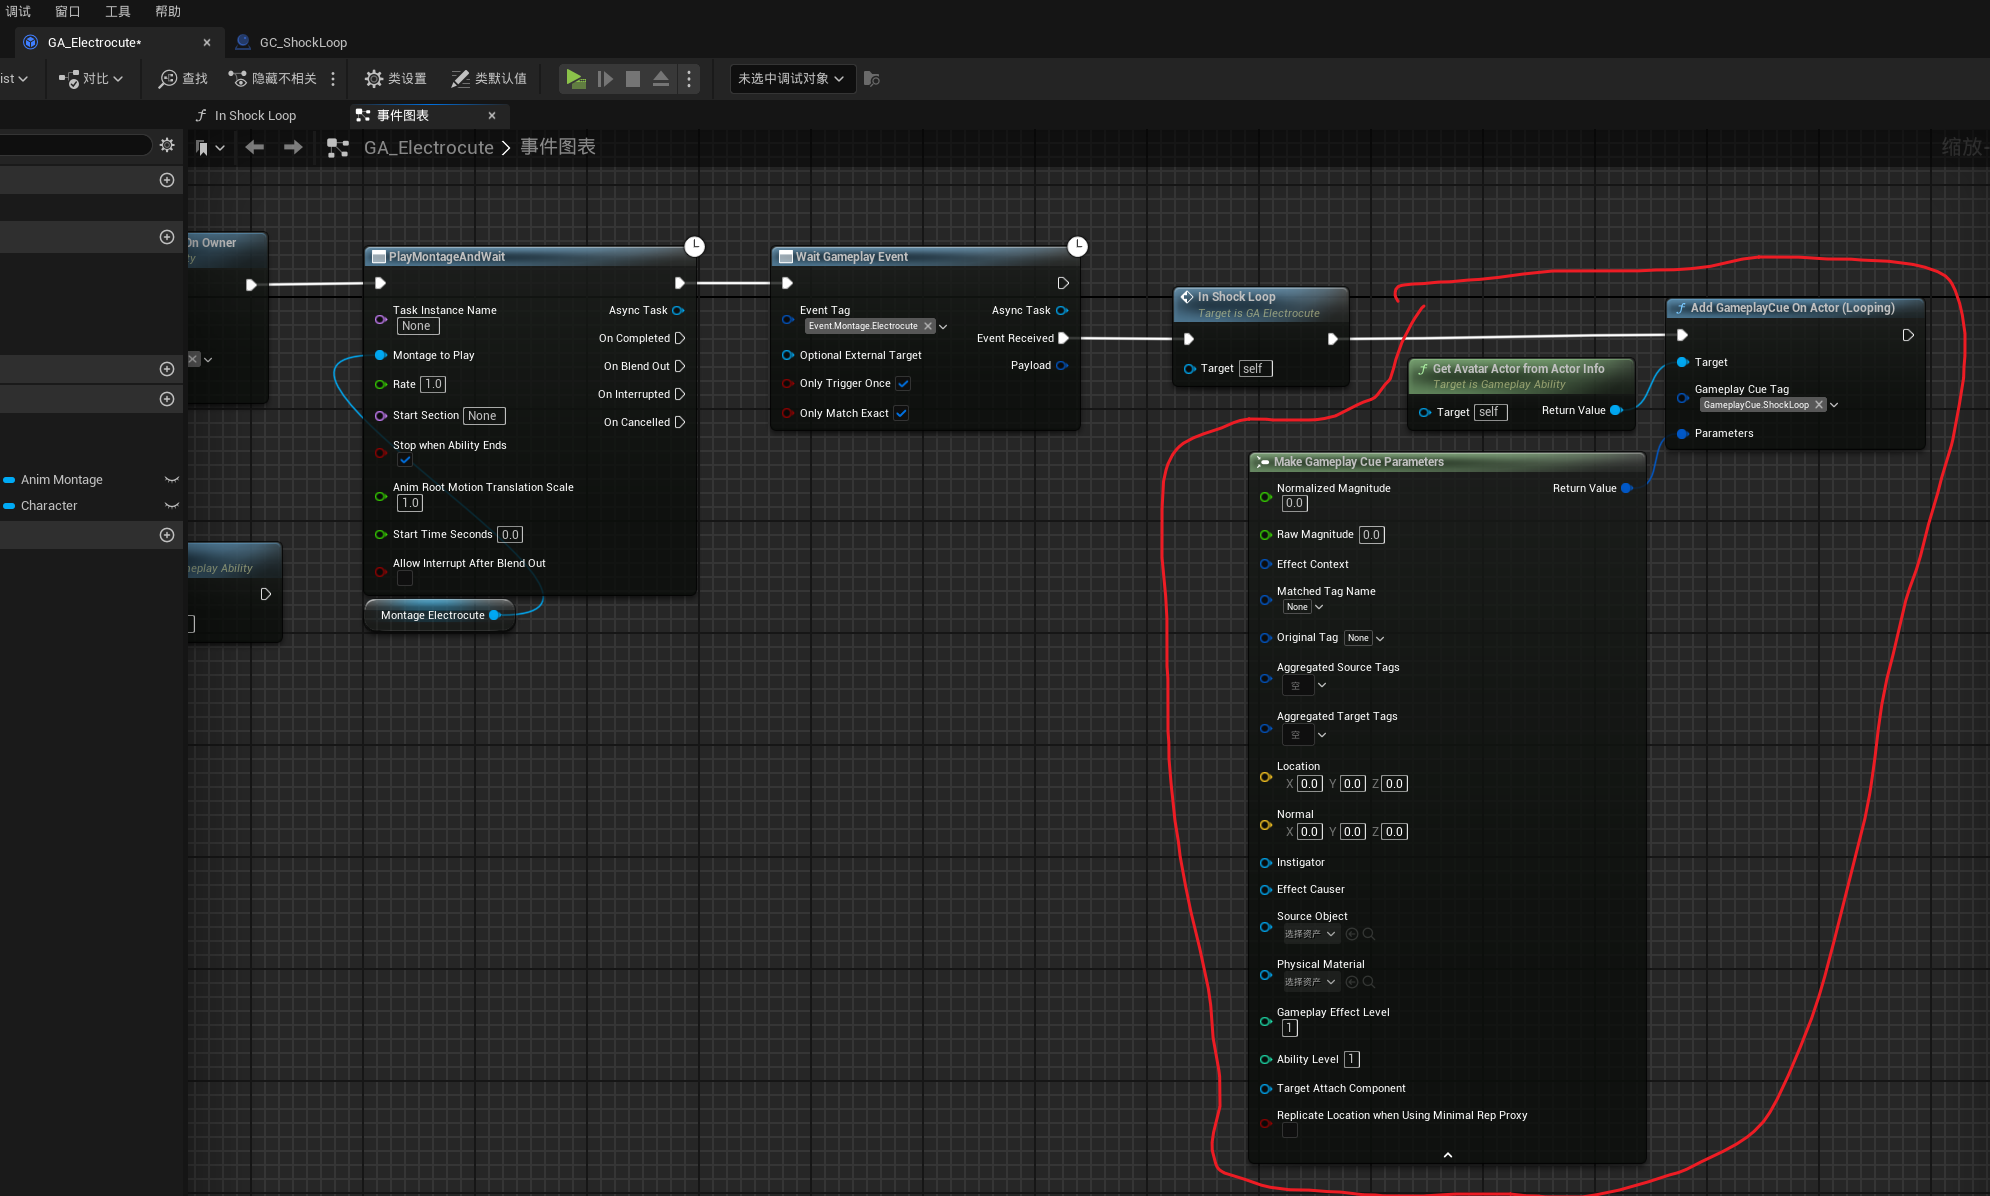 调试 窗口 工具 帮助
GA_Electrocute* × GC_ShockLoop
ist 对比 查找 隐藏不相关 类设置 类默认值 未选中调试对象
In Shock Loop 事件图表 ×
GA_Electrocute > 事件图表 缩放-
On Owner
ty
PlayMontageAndWait
Task Instance Name
None
Async Task
Montage to Play
On Completed
Rate 1.0
On Blend Out
Start Section None
On Interrupted
Stop when Ability Ends
On Cancelled
Anim Root Motion Translation Scale
1.0
Start Time Seconds 0.0
Allow Interrupt After Blend Out
Montage Electrocute
Anim Montage
Character
eplay Ability
Wait Gameplay Event
Event Tag
Event.Montage.Electrocute
Async Task
Optional External Target
Event Received
Only Trigger Once
Payload
Only Match Exact
In Shock Loop
Target is GA Electrocute
Target self
Get Avatar Actor from Actor Info
Target is Gameplay Ability
Target self Return Value
Add GameplayCue On Actor (Looping)
Target
Gameplay Cue Tag
GameplayCue.ShockLoop
Parameters
Make Gameplay Cue Parameters
Normalized Magnitude Return Value
0.0
Raw Magnitude 0.0
Effect Context
Matched Tag Name
None
Original Tag None
Aggregated Source Tags
空
Aggregated Target Tags
空
Location
X 0.0 Y 0.0 Z 0.0
Normal
X 0.0 Y 0.0 Z 0.0
Instigator
Effect Causer
Source Object
选择资产
Physical Material
选择资产
Gameplay Effect Level
1
Ability Level 1
Target Attach Component
Replicate Location when Using Minimal Rep Proxy